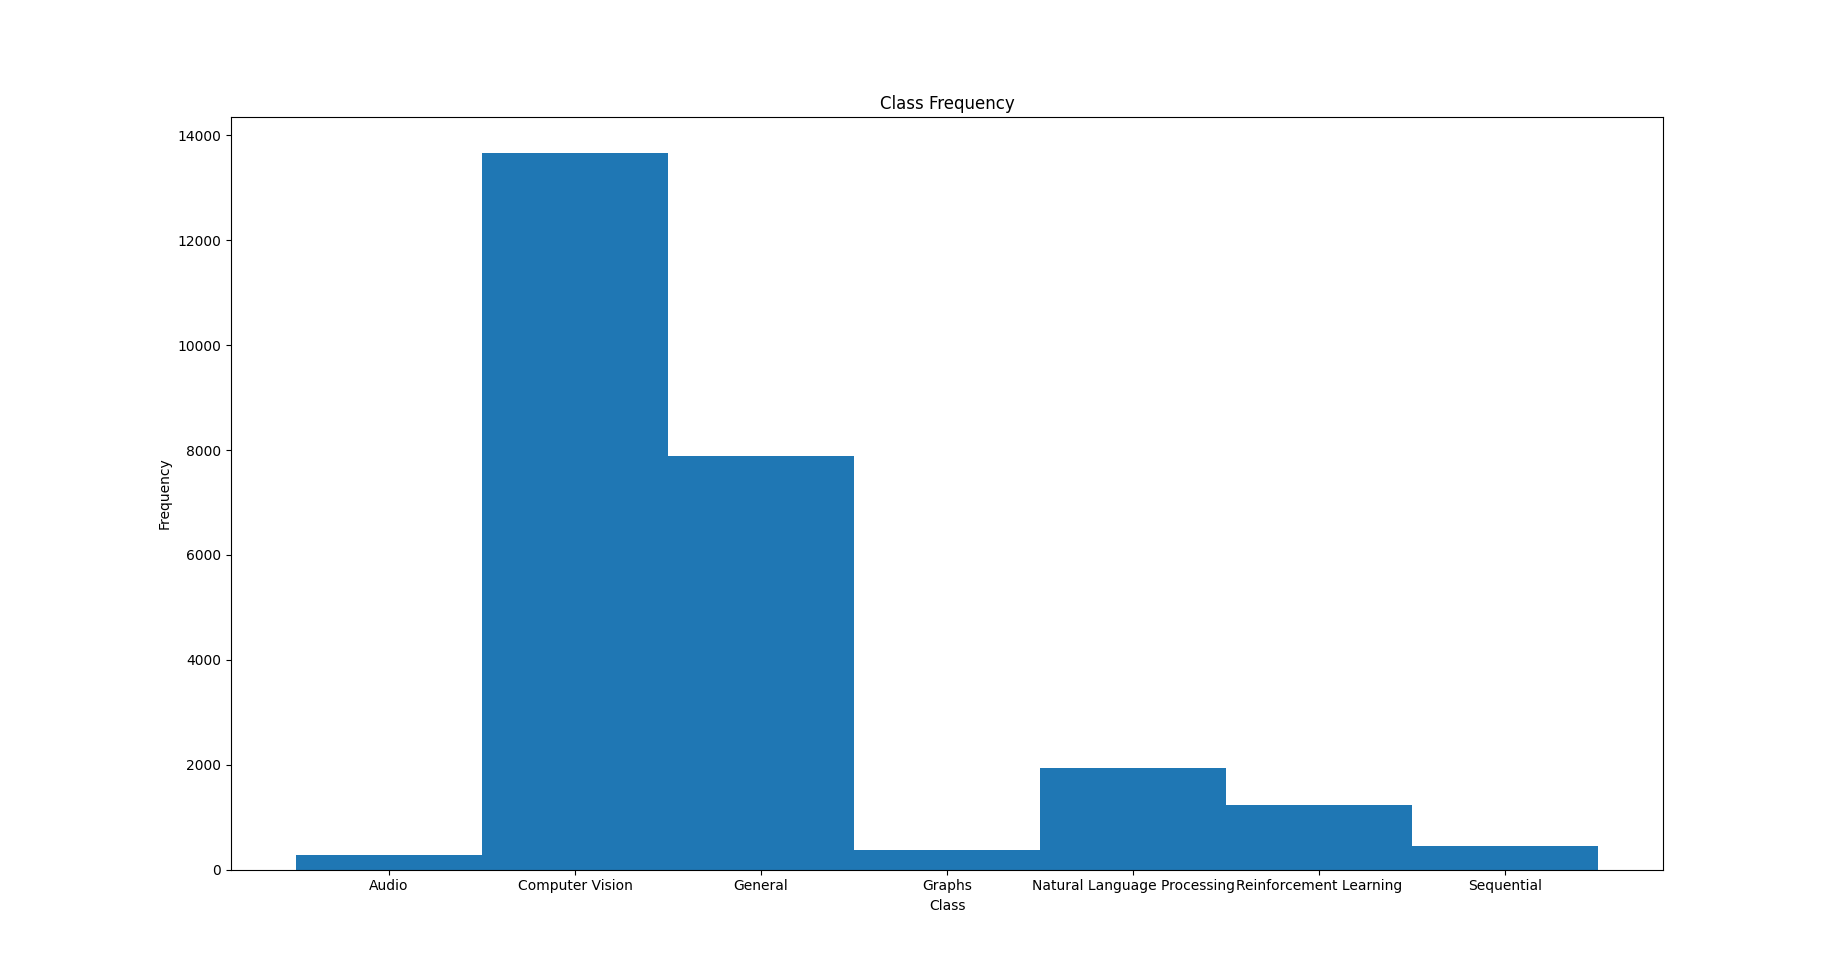 Class Frequency
14000
12000
10000
8000
6000
4000
2000
0
Frequency
Audio
Computer Vision
General
Graphs
Natural Language Processing
Reinforcement Learning
Sequential
Class